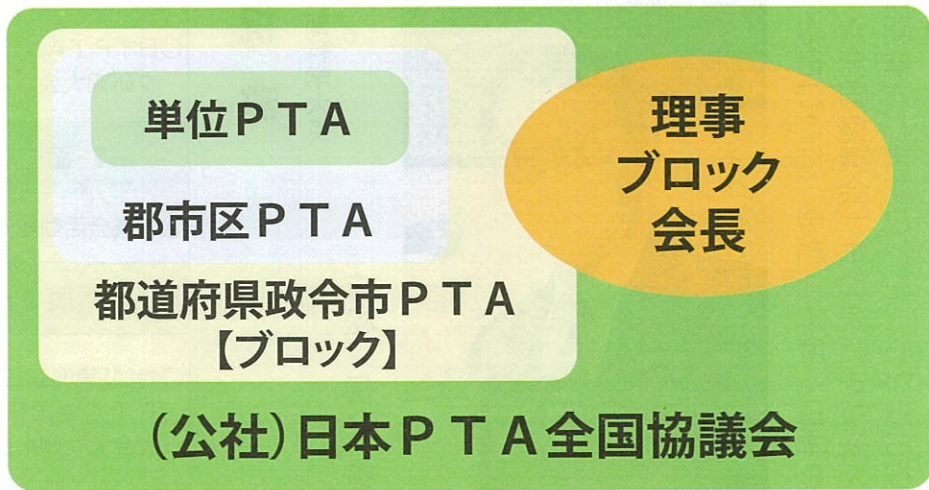 単位PTA
郡市区PTA
都道府県政令市PTA
【ブロック】
理事
ブロック
会長
（公社）日本PTA全国協議会